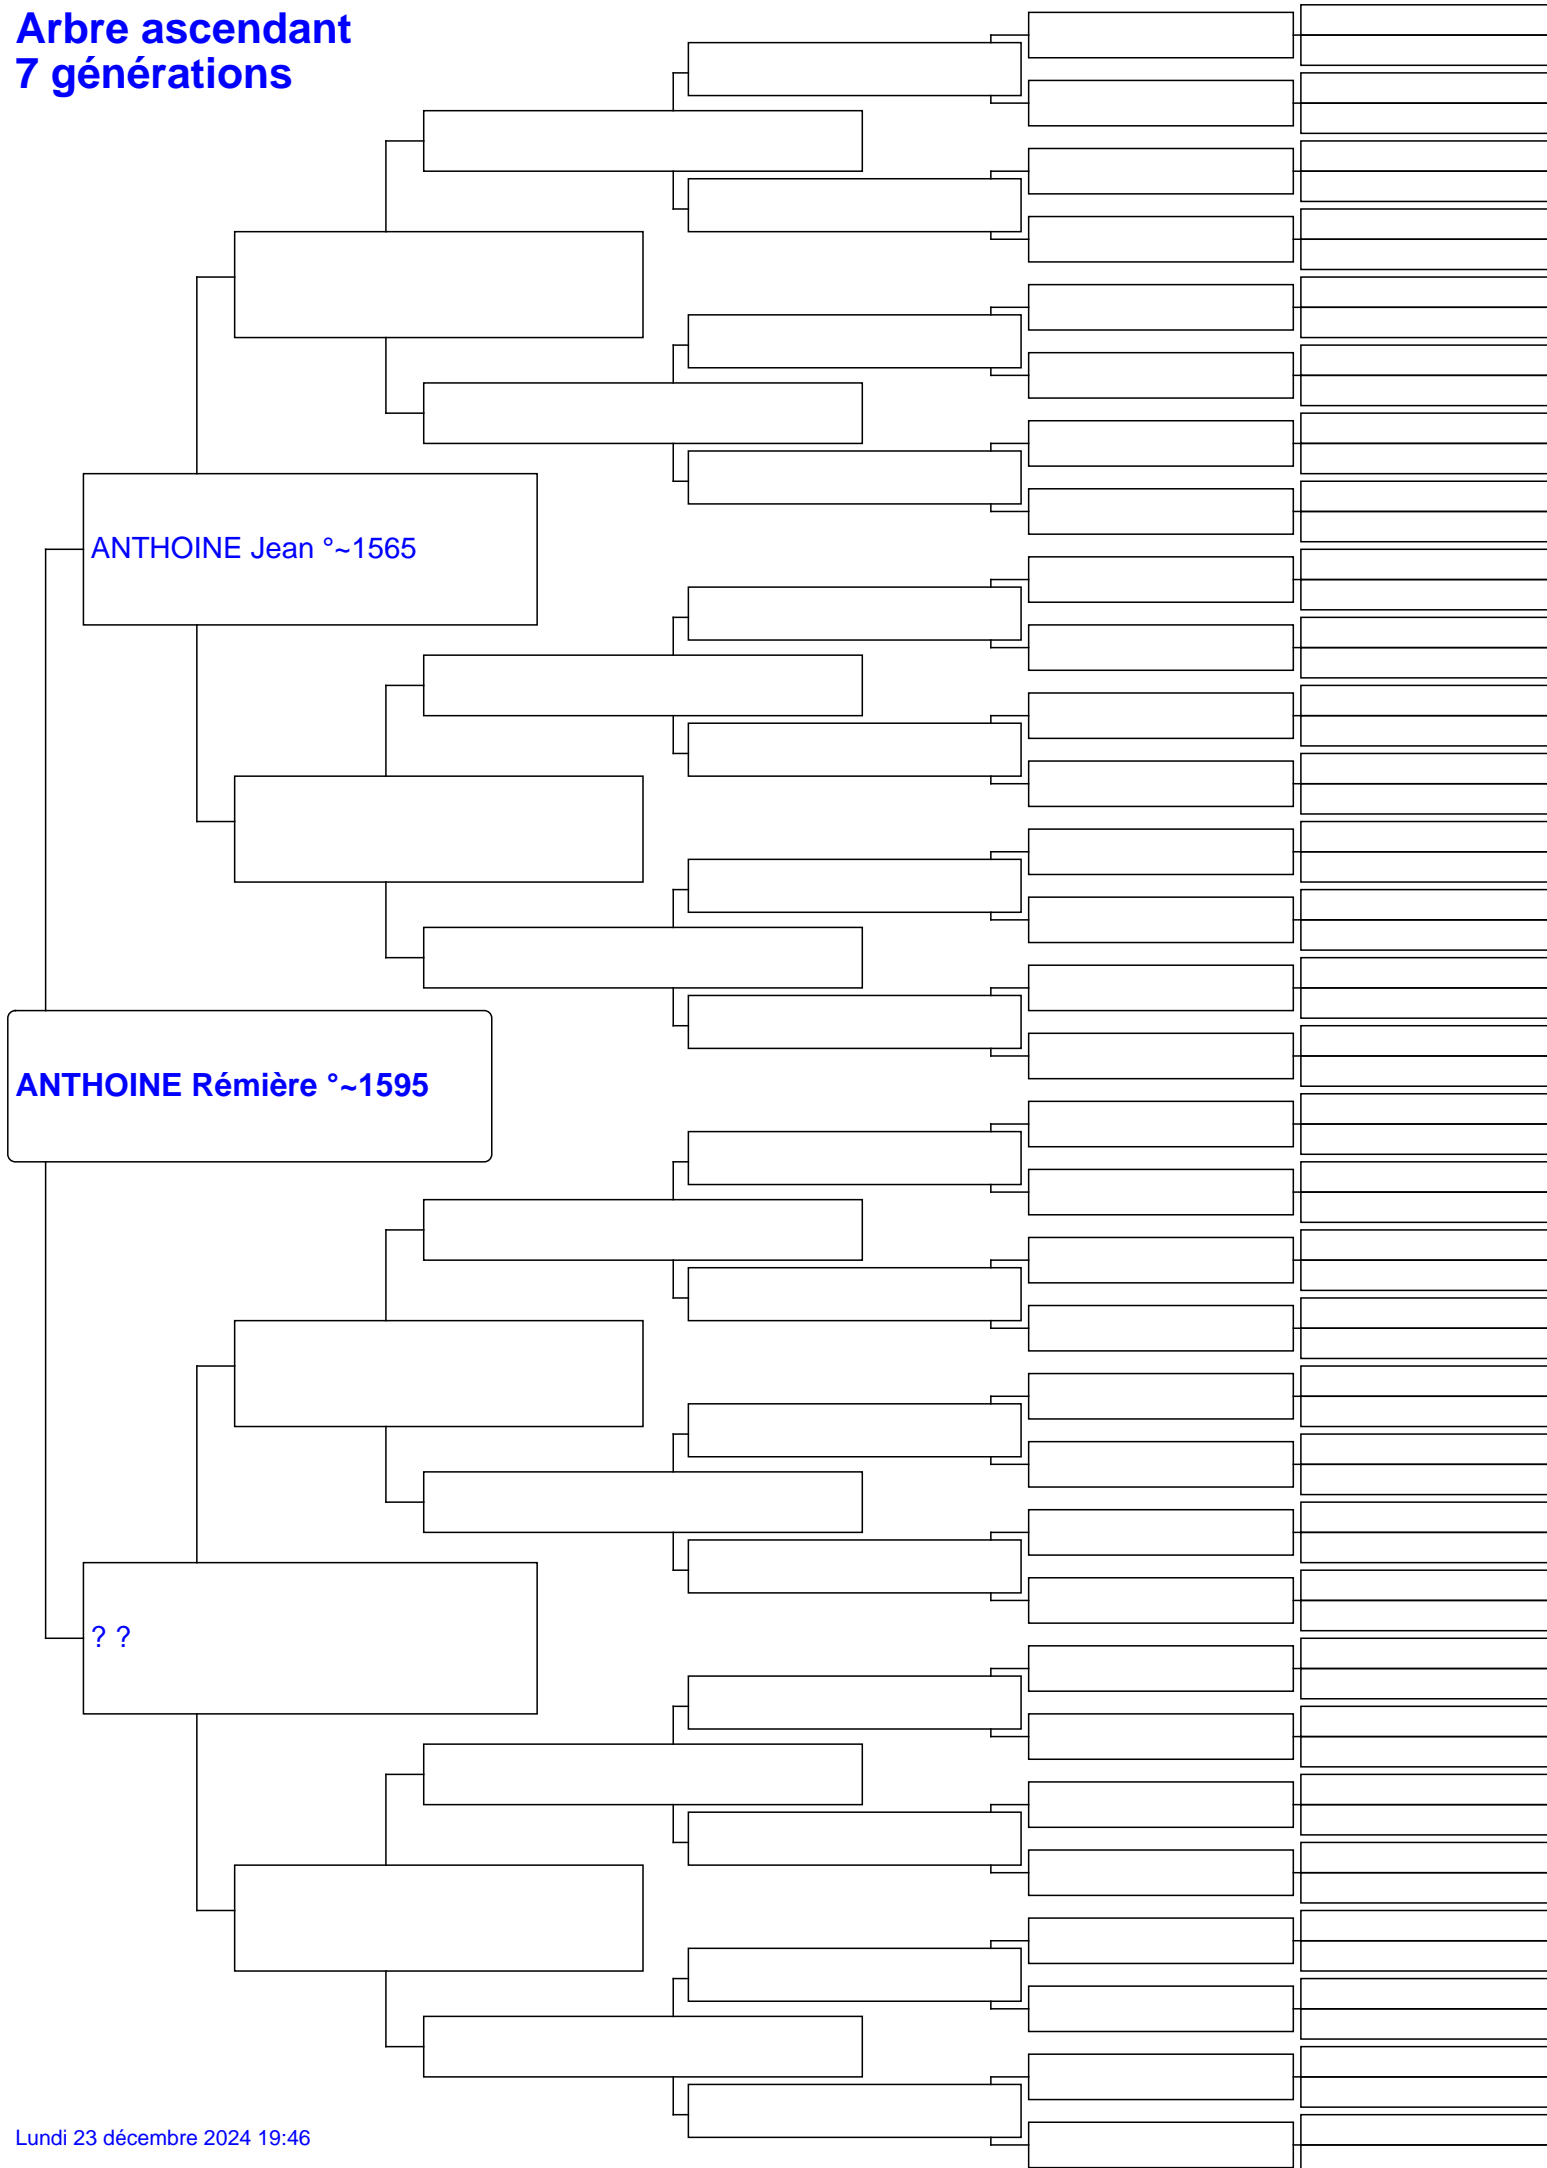 Arbre ascendant
7 générations
ANTHOINE Jean °~1565
ANTHOINE Rémière °~1595
? ?
Lundi 23 décembre 2024 19:46